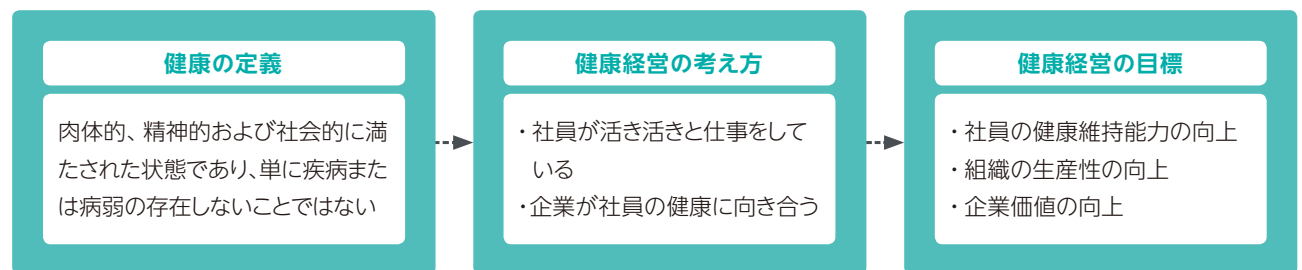 健康の定義
肉体的、精神的および社会的に満
たされた状態であり、単に疾病また
は病弱の存在しないことではない
健康経営の考え方
・社員が活き活きと仕事をして
いる
・企業が社員の健康に向き合う
健康経営の目標
・社員の健康維持能力の向上
・組織の生産性の向上
・企業価値の向上